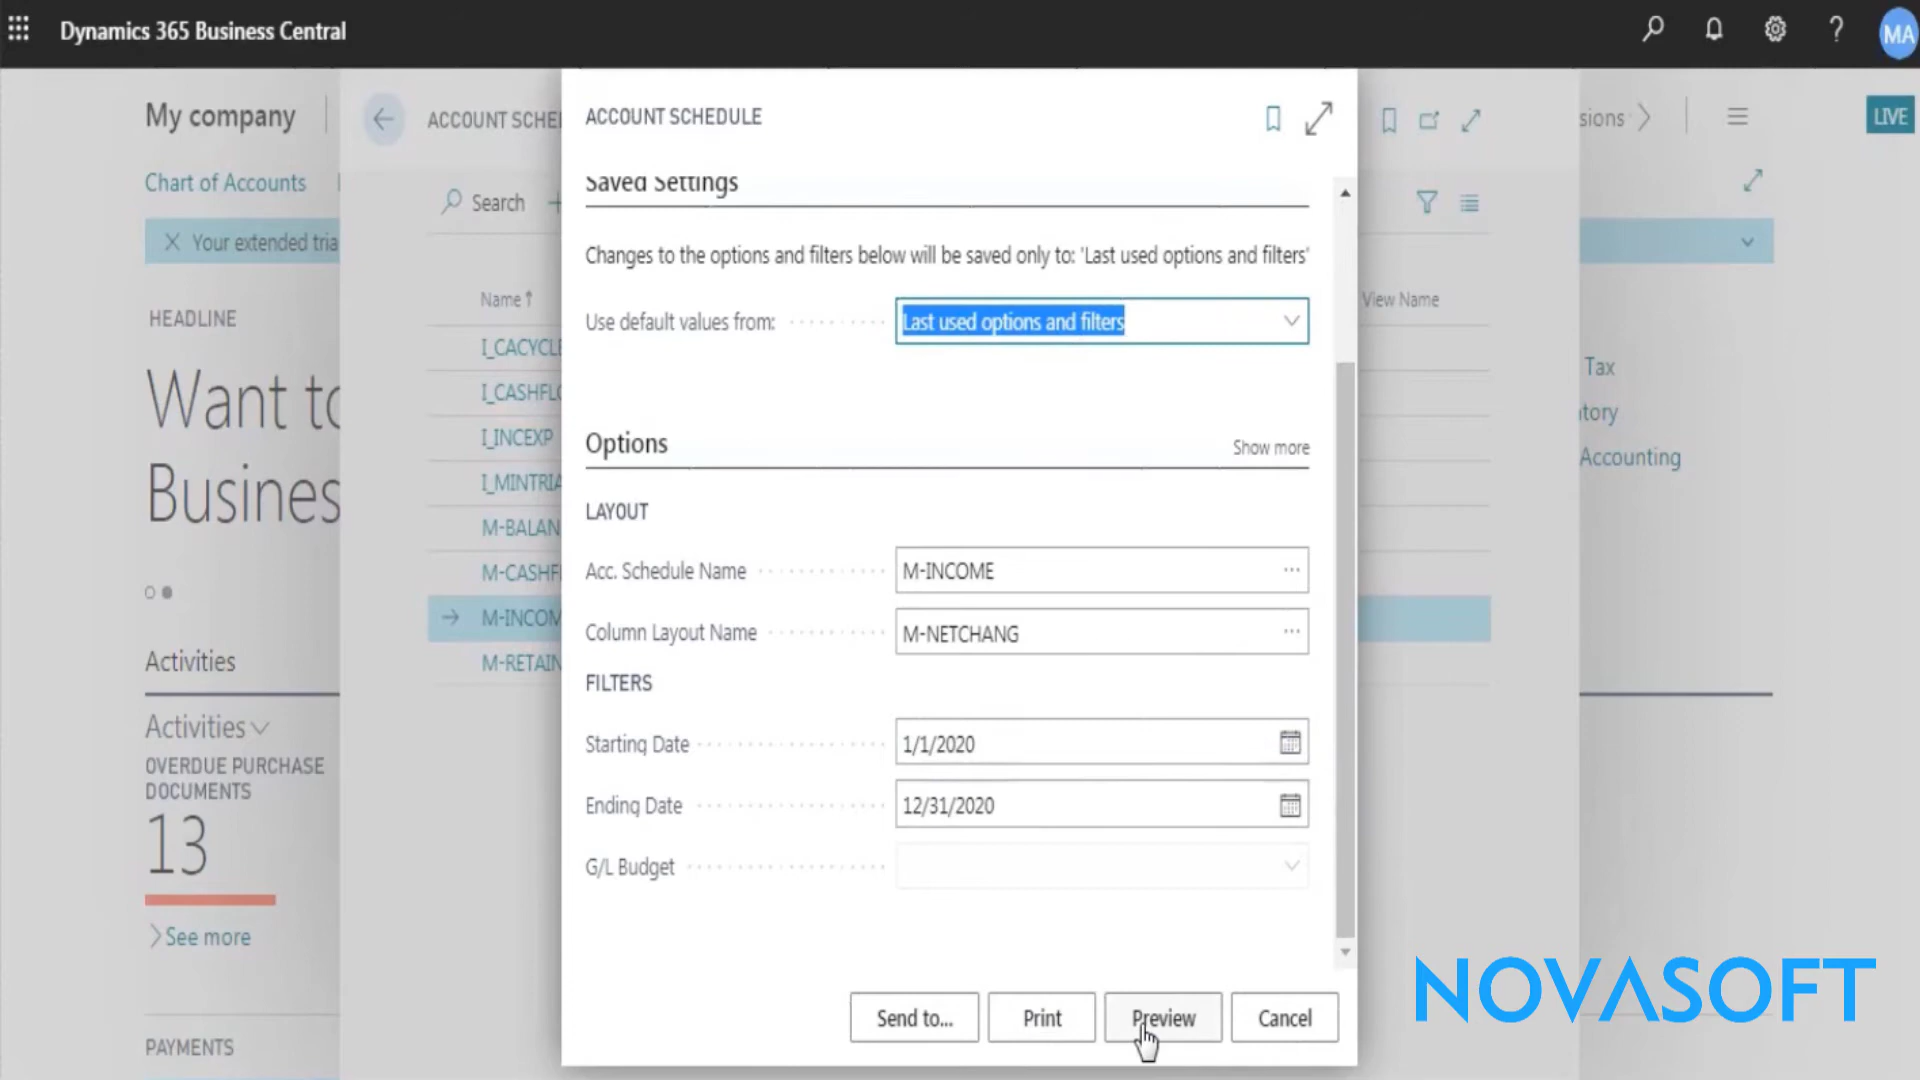 Dynamics 365 Business Central
MA
My company
ACCOUNT SCHE
ACCOUNT SCHEDULE
sions
LIVE
Chart of Accounts
Search
Saved Settings
Your extended tria
Changes to the options and filters below will be saved only to: 'Last used options and filters'
Name
View Name
Use default values from:
Last used options and filters
HEADLINE
I_CACYCLE
Want to
Busines
I_CASHFLO
I_INCEXP
I_MINTRIA
M-BALAN
M-CASHF
M-INCOM
M-RETAIN
Tax
tory
Accounting
Options
Show more
LAYOUT
Acc. Schedule Name
M-INCOME
Column Layout Name
M-NETCHANG
FILTERS
Starting Date
1/1/2020
Ending Date
12/31/2020
G/L Budget
Activities
Activities
OVERDUE PURCHASE
DOCUMENTS
13
See more
PAYMENTS
Send to...
Print
Preview
Cancel
NOVASOFT